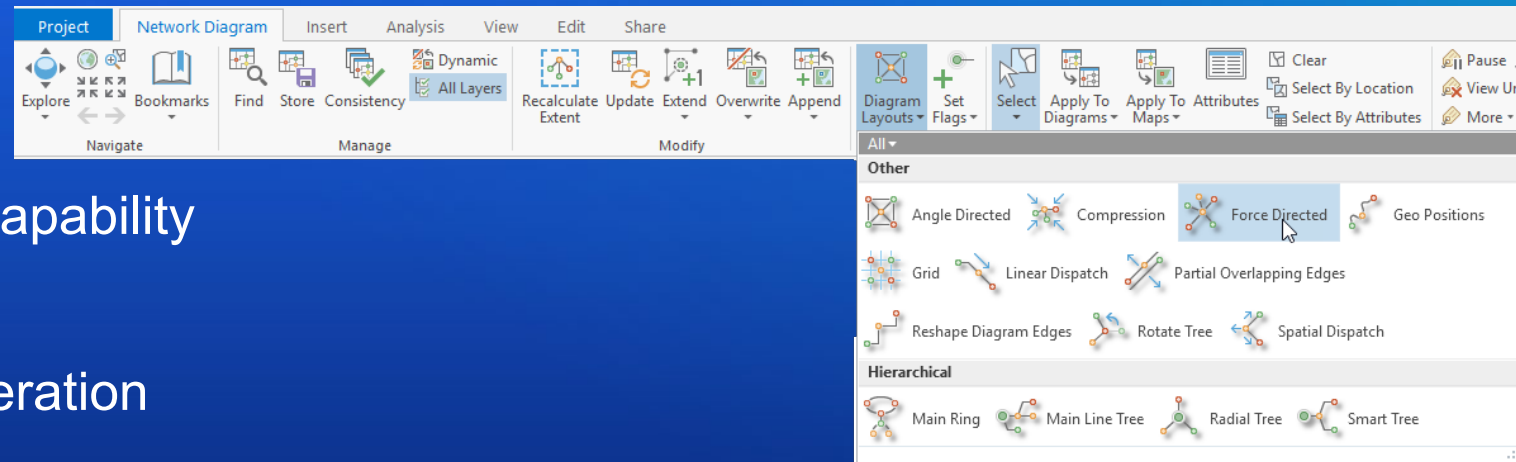 Project Network Diagram Insert Analysis View Edit Share
Dynamic
All Layers
Explore Bookmarks Find Store Consistency
Recalculate Extent Update Extend Overwrite Append
+1
Navigate Manage Modify
Diagram Layouts Set Flags Select Apply To Diagrams Apply To Maps Attributes
Clear
Select By Location
Select By Attributes
Pause
View
More
All
Other
Angle Directed Compression Force Directed Geo Positions
Grid Linear Dispatch Partial Overlapping Edges
Reshape Diagram Edges Rotate Tree Spatial Dispatch
Hierarchical
Main Ring Main Line Tree Radial Tree Smart Tree
apability
eration